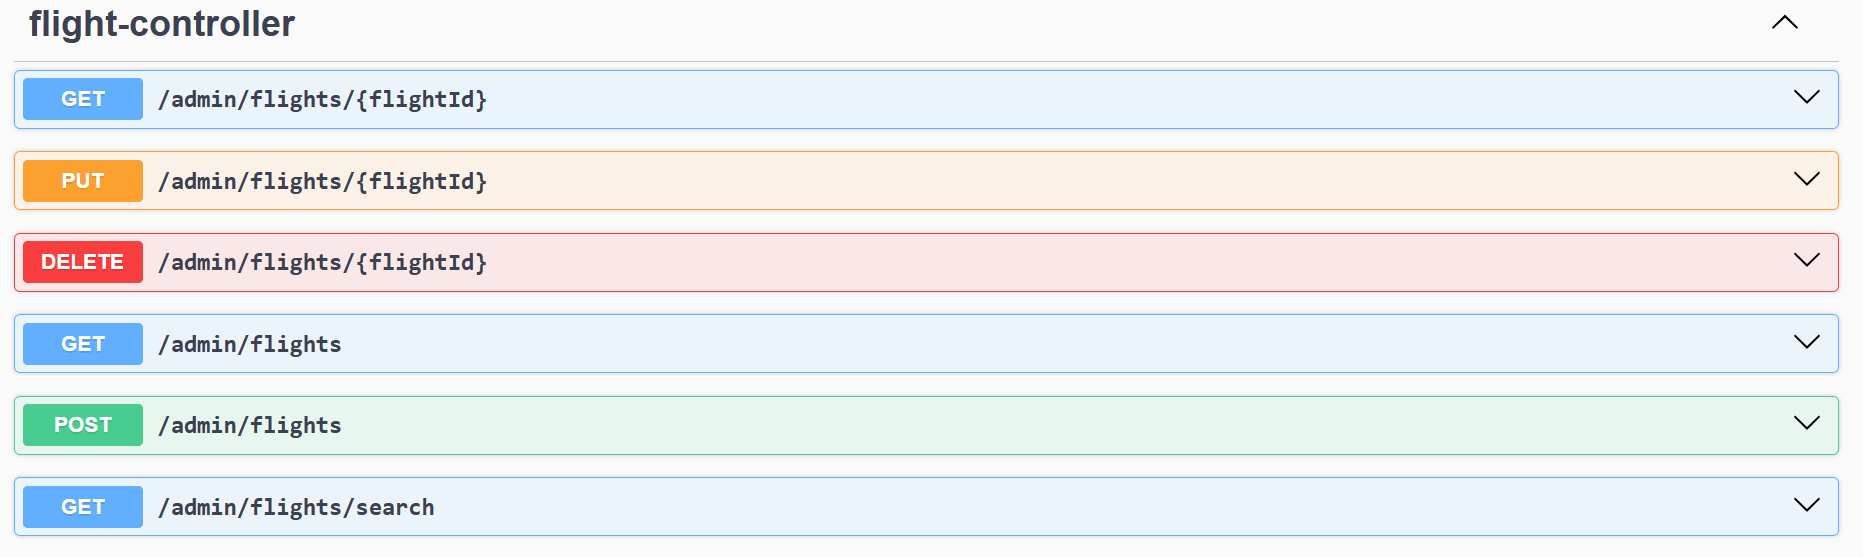 flight-controller
GET /admin/flights/{flightId}
PUT /admin/flights/{flightId}
DELETE /admin/flights/{flightId}
GET /admin/flights
POST /admin/flights
GET /admin/flights/search